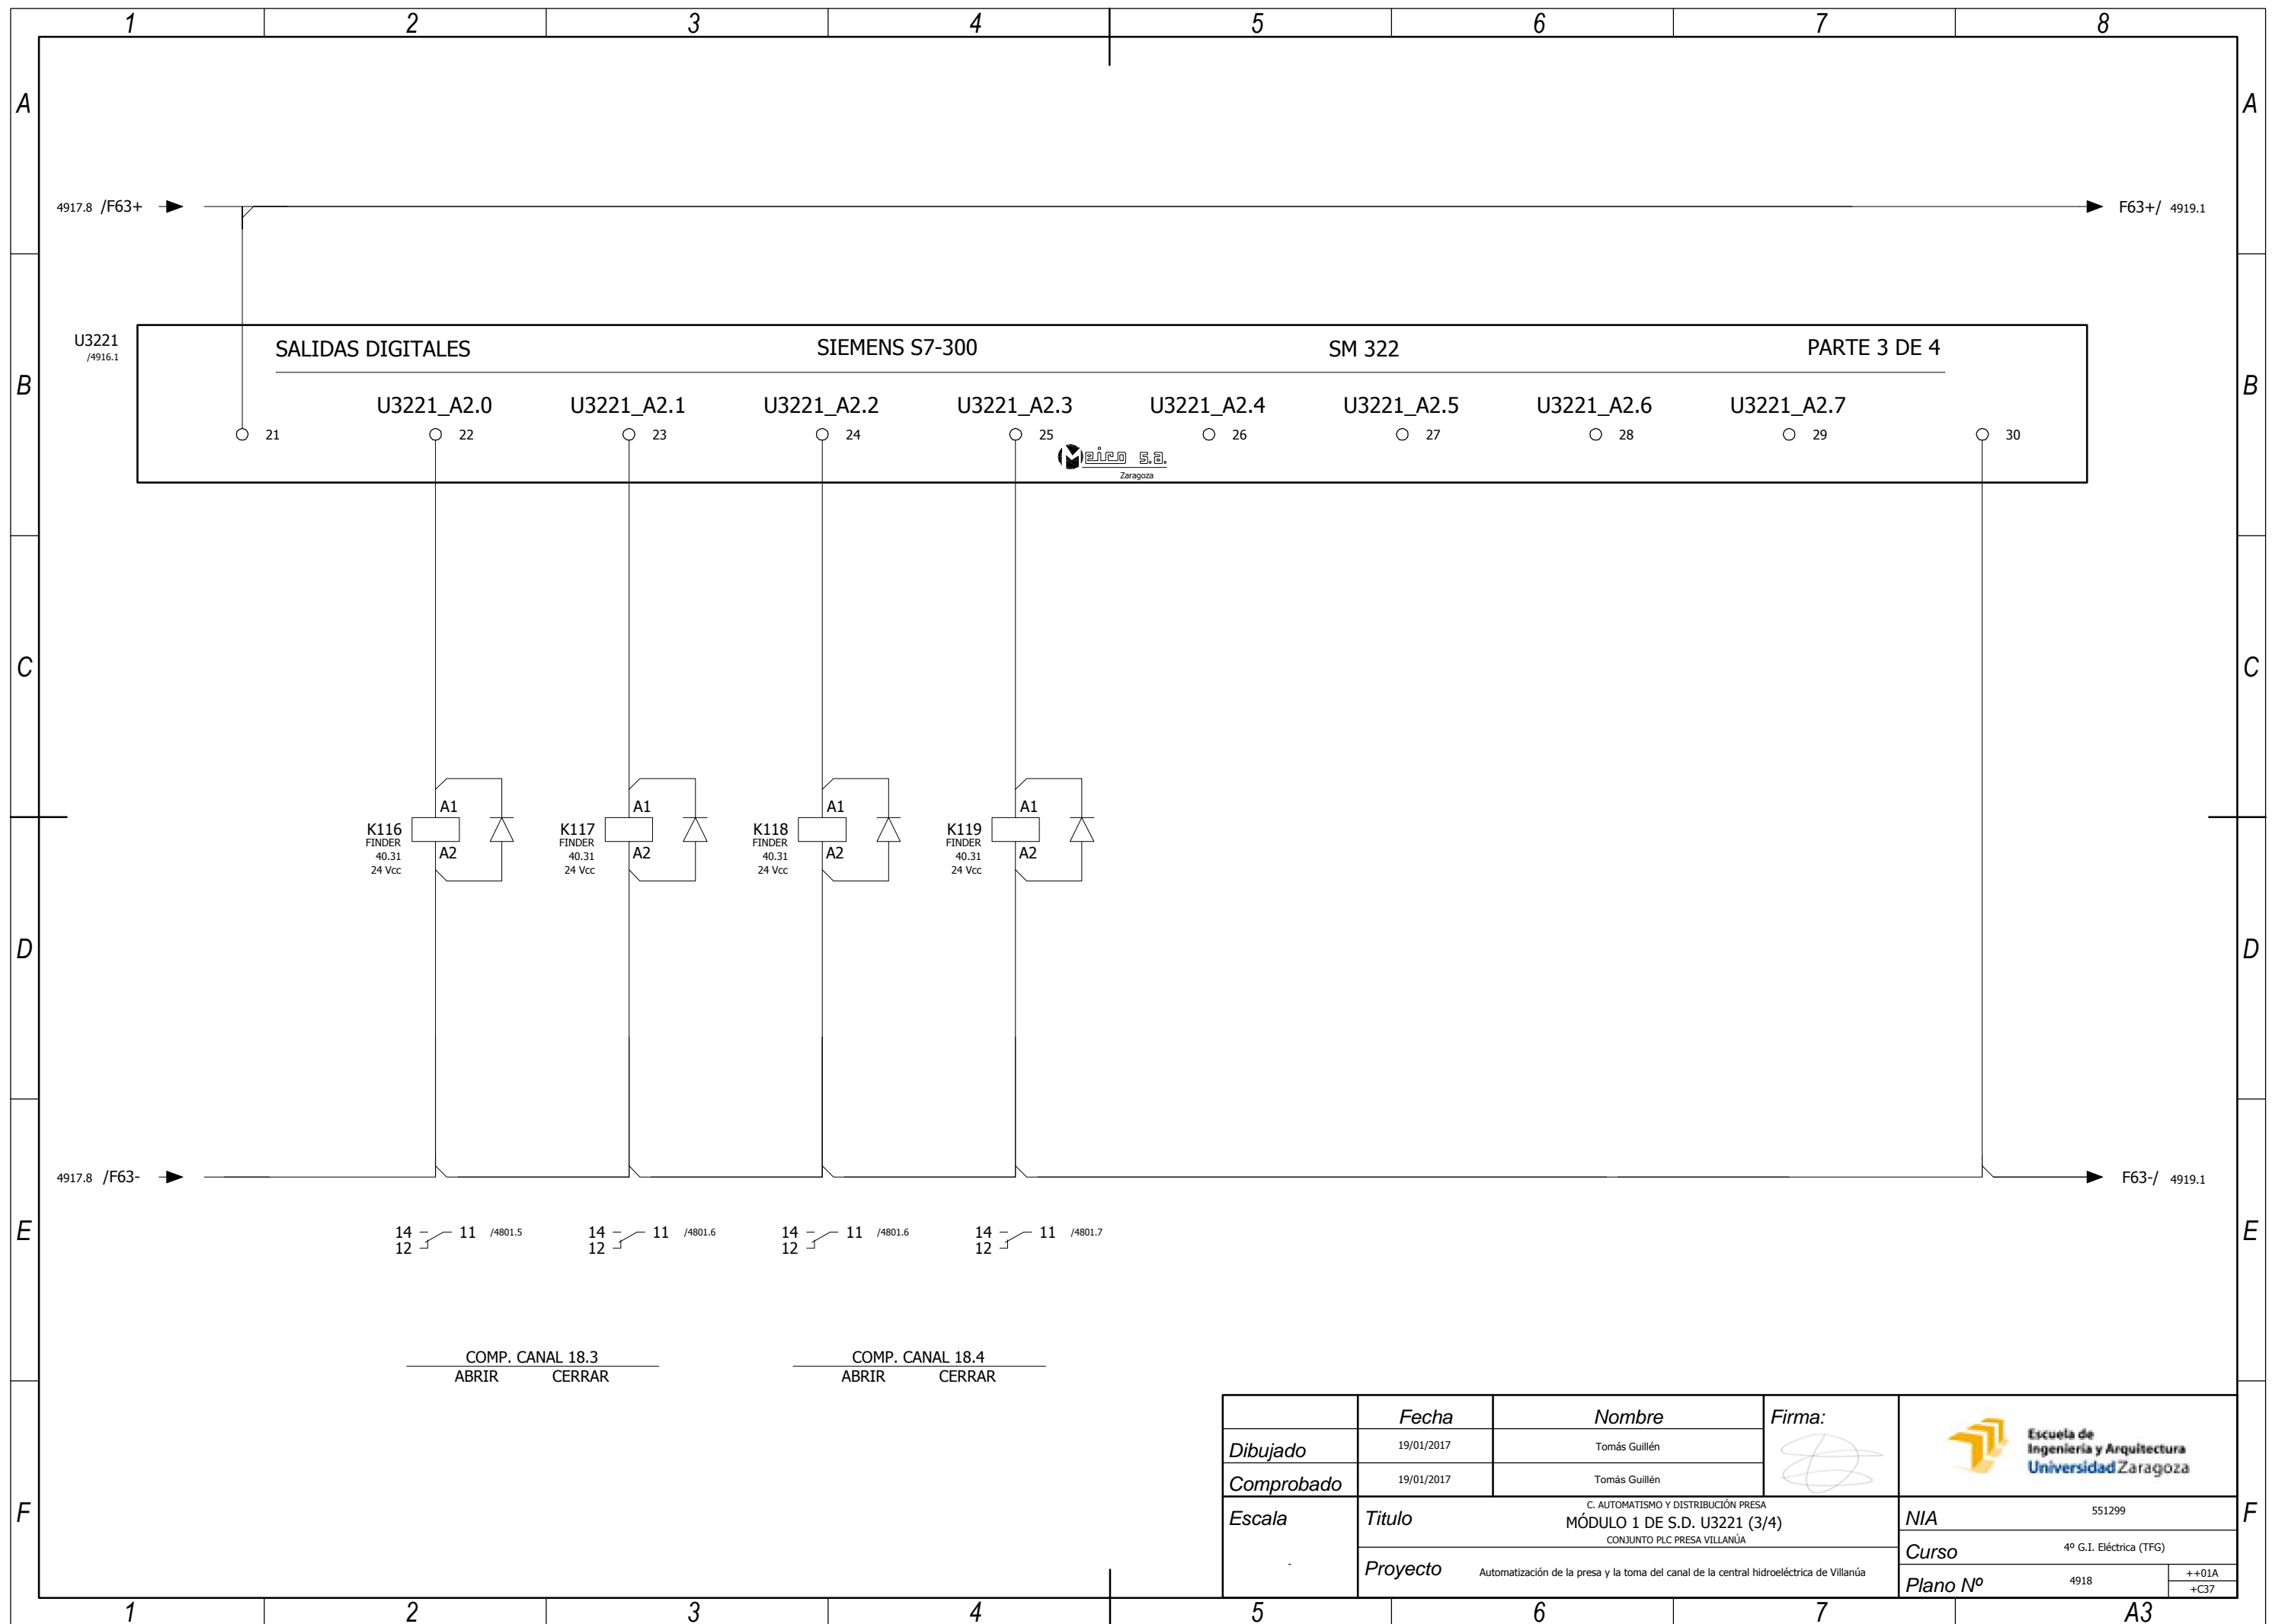 1 2 3 4 5 6 7 8
A A
4917.8 /F63+ F63+/ 4919.1
U3221
/4916.1
SALIDAS DIGITALES SIEMENS S7-300 SM 322 PARTE 3 DE 4
B B
U3221_A2.0 U3221_A2.1 U3221_A2.2 U3221_A2.3 U3221_A2.4 U3221_A2.5 U3221_A2.6 U3221_A2.7
21 22 23 24 25 26 27 28 29 30
Meico s.a.
Zaragoza
C C
A1 A1 A1 A1
K116 K117 K118 K119
FINDER FINDER FINDER FINDER
A2 A2 A2 A2
40.31 40.31 40.31 40.31
24 Vcc 24 Vcc 24 Vcc 24 Vcc
D D
4917.8 /F63- F63-/ 4919.1
E E
14 11 /4801.5 14 11 /4801.6 14 11 /4801.6 14 11 /4801.7
12 12 12 12
COMP. CANAL 18.3 COMP. CANAL 18.4
ABRIR CERRAR ABRIR CERRAR
Fecha Nombre Firma:
Dibujado 19/01/2017 Tomás Guillén
Comprobado 19/01/2017 Tomás Guillén
Escuela de
Ingeniería y Arquitectura
Universidad Zaragoza
F F
Escala -
Titulo
C. AUTOMATISMO Y DISTRIBUCIÓN PRESA
MÓDULO 1 DE S.D. U3221 (3/4)
CONJUNTO PLC PRESA VILLANÚA
Proyecto Automatización de la presa y la toma del canal de la central hidroeléctrica de Villanúa
NIA 551299
Curso 4º G.I. Eléctrica (TFG)
Plano Nº 4918 ++01A
+C37
1 2 3 4 5 6 7 A3